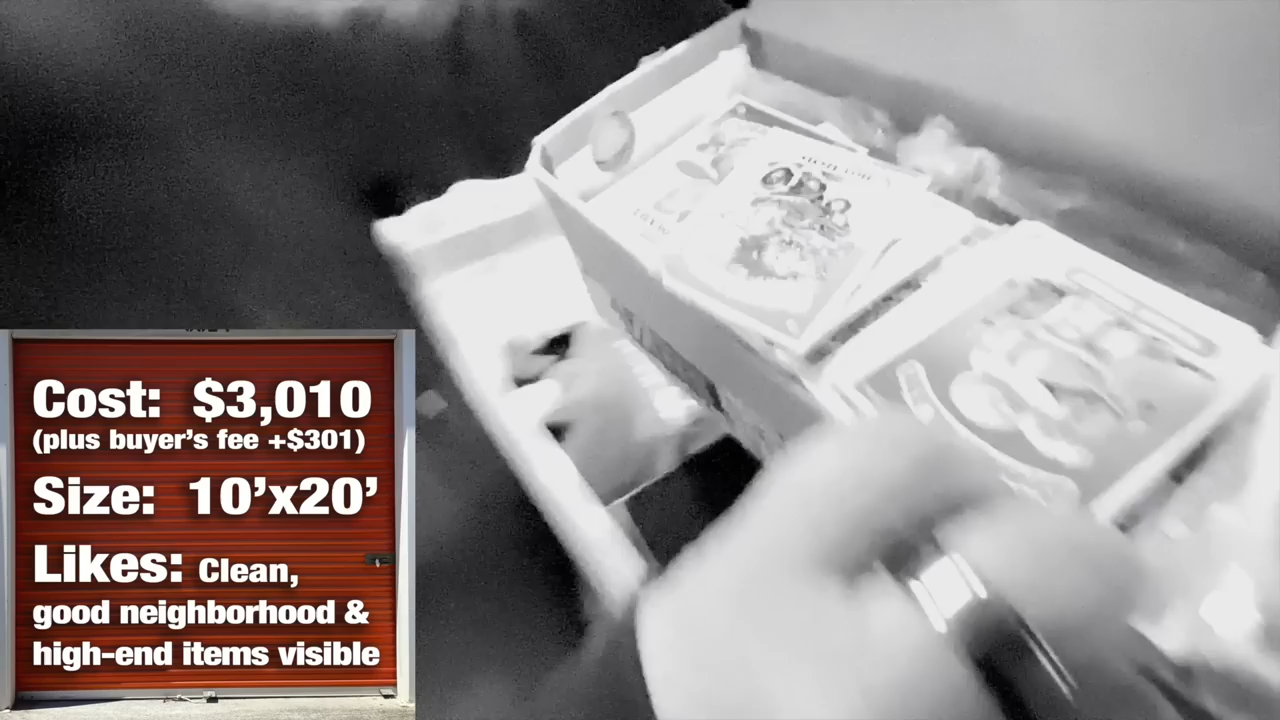 Cost: $3,010
(plus buyer's fee +$301)
Size: 10'x20'
Likes: Clean,
good neighborhood &
high-end items visible